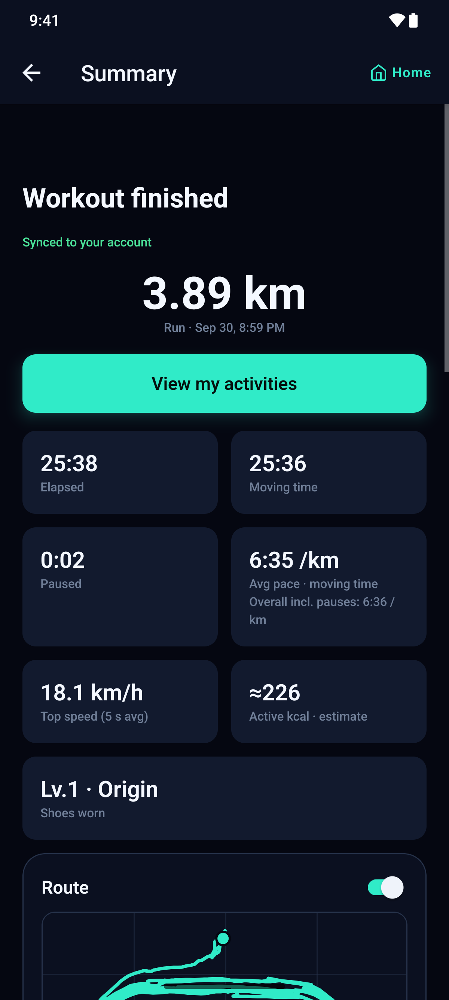 9:41
Summary
Home
Workout finished
Synced to your account
3.89 km
Run · Sep 30, 8:59 PM
View my activities
25:38
Elapsed
25:36
Moving time
0:02
Paused
6:35 /km
Avg pace · moving time
Overall incl. pauses: 6:36 /
km
18.1 km/h
Top speed (5 s avg)
≈226
Active kcal · estimate
Lv.1 · Origin
Shoes worn
Route